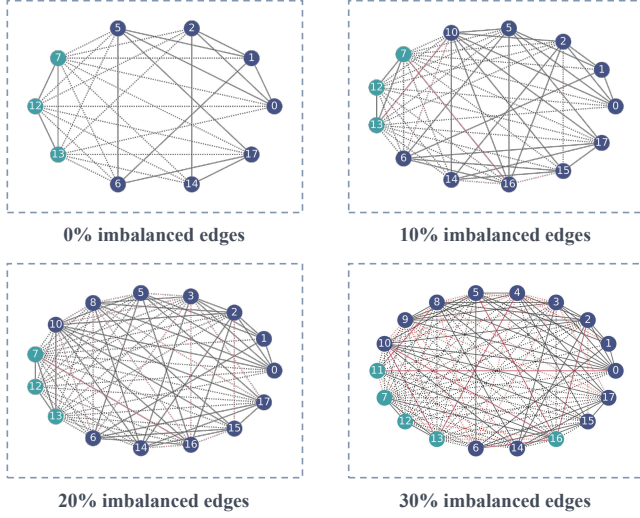 5 2
7 1
12 0
13 17
6 14
0% imbalanced edges
10 5 2
7 1
12 0
13
6 17
14 16 15
10% imbalanced edges
8 5 3
10 2
7 1
12 0
13 17
6 14 16 15
20% imbalanced edges
8 5 4 3
9 2
10 1
11 0
7 17
12 15
13 6 14 16
30% imbalanced edges